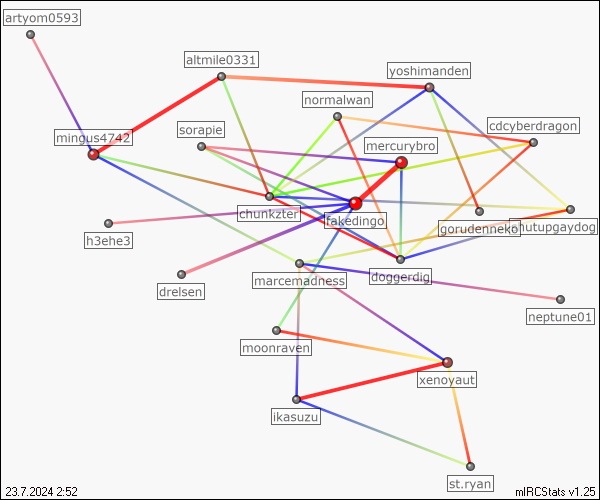 artyom0593
altmile0331
yoshimanden
normalwan
cdcyberdragon
sorapie
mingus4742
mercurybro
chunkzter
fakedingo
gorudenneko
hutupgaydog
h3ehe3
doggerdig
marcemadness
drelsen
neptune01
moonraven
xenoyaut
ikasuzu
st.ryan
23.7.2024 2:52
mIRCStats v1.25